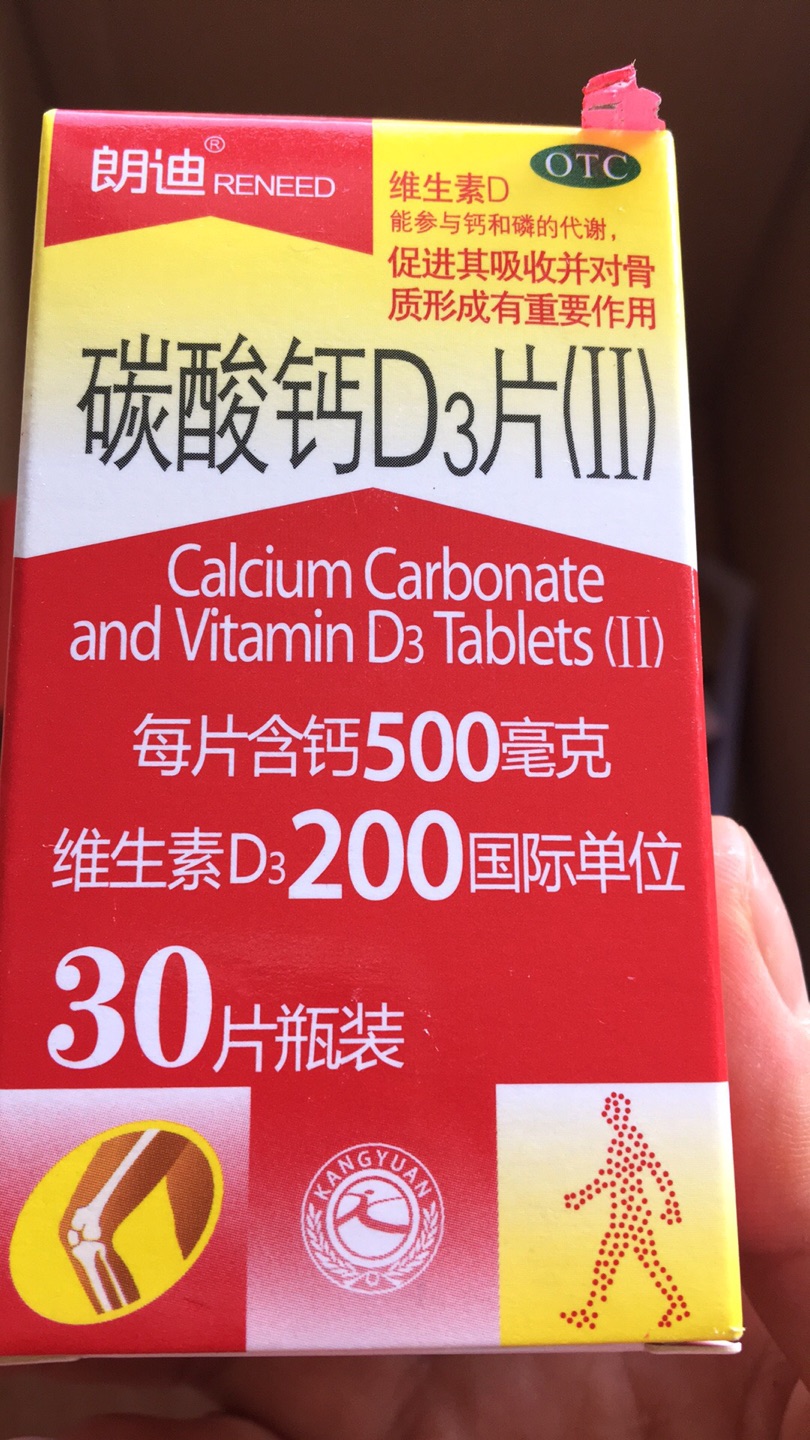 朗迪® RENEED
OTC
维生素D
能参与钙和磷的代谢，
促进其吸收并对骨
质形成有重要作用
碳酸钙D3片(II)
Calcium Carbonate
and Vitamin D3 Tablets (II)
每片含钙500毫克
维生素D3200国际单位
30片瓶装
KANGYUAN